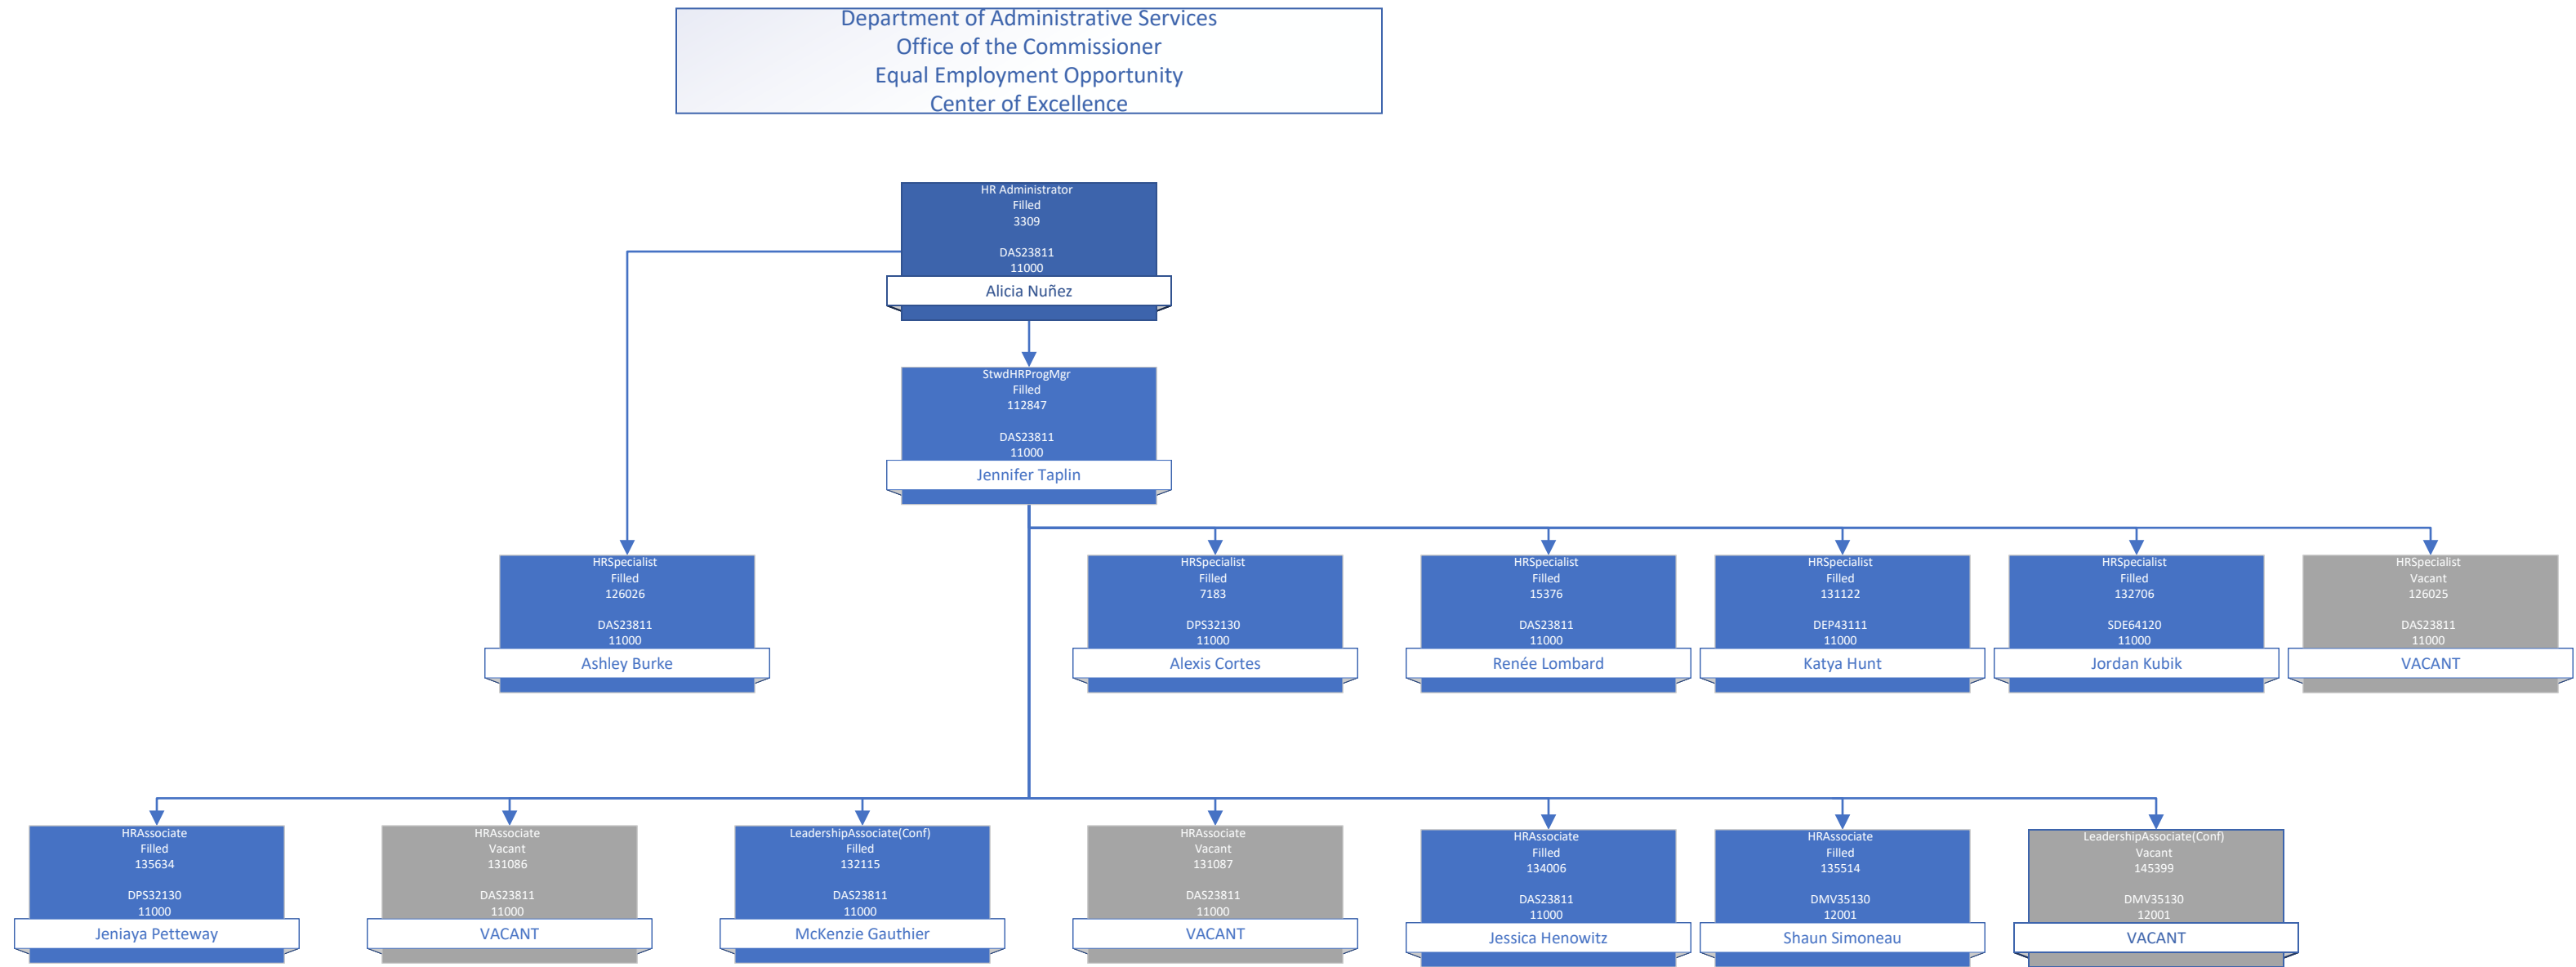 Department of Administrative Services
Office of the Commissioner
Equal Employment Opportunity
Center of Excellence
HR Administrator
Filled
3309
DAS23811
11000
Alicia Nuñez
StwdHRProgMgr
Filled
112847
DAS23811
11000
Jennifer Taplin
HRSpecialist
Filled
126026
DAS23811
11000
Ashley Burke
HRSpecialist
Filled
7183
DPS32130
11000
Alexis Cortes
HRSpecialist
Filled
15376
DAS23811
11000
Renée Lombard
HRSpecialist
Filled
131122
DEP43111
11000
Katya Hunt
HRSpecialist
Filled
132706
SDE64120
11000
Jordan Kubik
HRSpecialist
Vacant
126025
DAS23811
11000
VACANT
HRAssociate
Filled
135634
DPS32130
11000
Jeniaya Petteway
HRAssociate
Vacant
131086
DAS23811
11000
VACANT
LeadershipAssociate(Conf)
Filled
132115
DAS23811
11000
McKenzie Gauthier
HRAssociate
Vacant
131087
DAS23811
11000
VACANT
HRAssociate
Filled
134006
DAS23811
11000
Jessica Henowitz
HRAssociate
Filled
135514
DMV35130
12001
Shaun Simoneau
LeadershipAssociate(Conf)
Vacant
145399
DMV35130
12001
VACANT